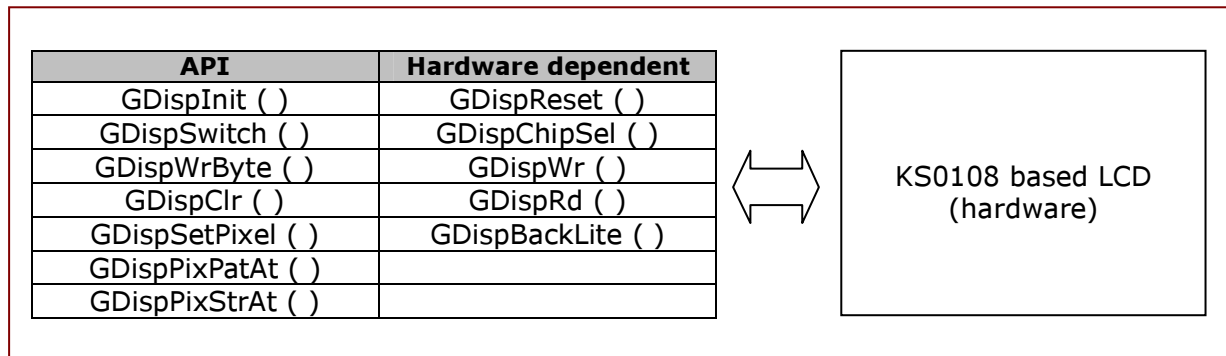 API Hardware dependent
GDispInit ( ) GDispReset ( )
GDispSwitch ( ) GDispChipSel ( )
GDispWrByte ( ) GDispWr ( )
GDispClr ( ) GDispRd ( )
GDispSetPixel ( ) GDispBackLite ( )
GDispPixPatAt ( )
GDispPixStrAt ( )
KS0108 based LCD
(hardware)